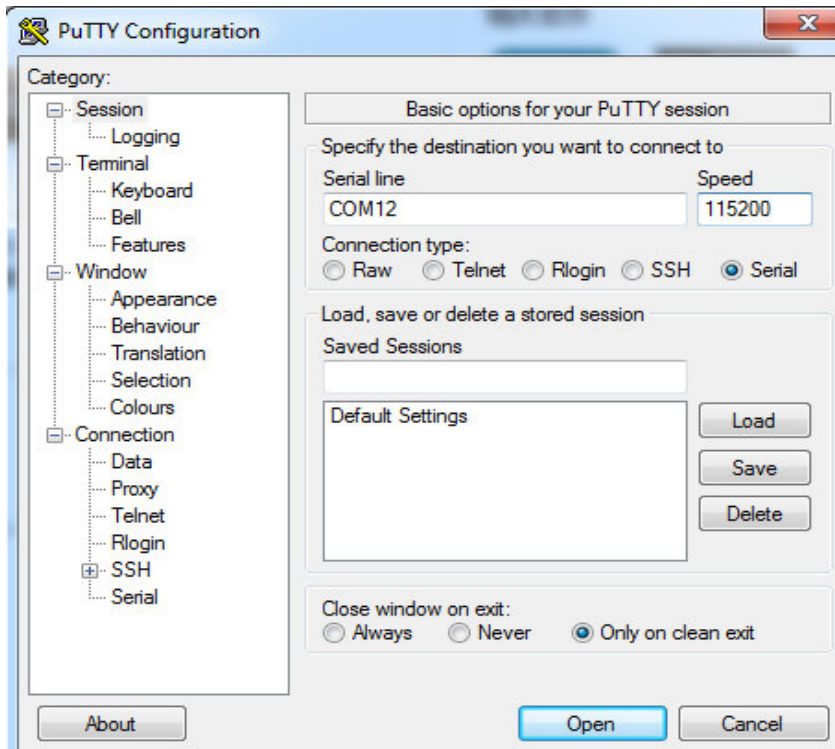 PuTTY Configuration
Category:
Session
Logging
Terminal
Keyboard
Bell
Features
Window
Appearance
Behaviour
Translation
Selection
Colours
Connection
Data
Proxy
Telnet
Rlogin
SSH
Serial
Basic options for your PuTTY session
Specify the destination you want to connect to
Serial line Speed
COM12 115200
Connection type:
Raw Telnet Rlogin SSH Serial
Load, save or delete a stored session
Saved Sessions
Default Settings
Load
Save
Delete
Close window on exit:
Always Never Only on clean exit
About Open Cancel